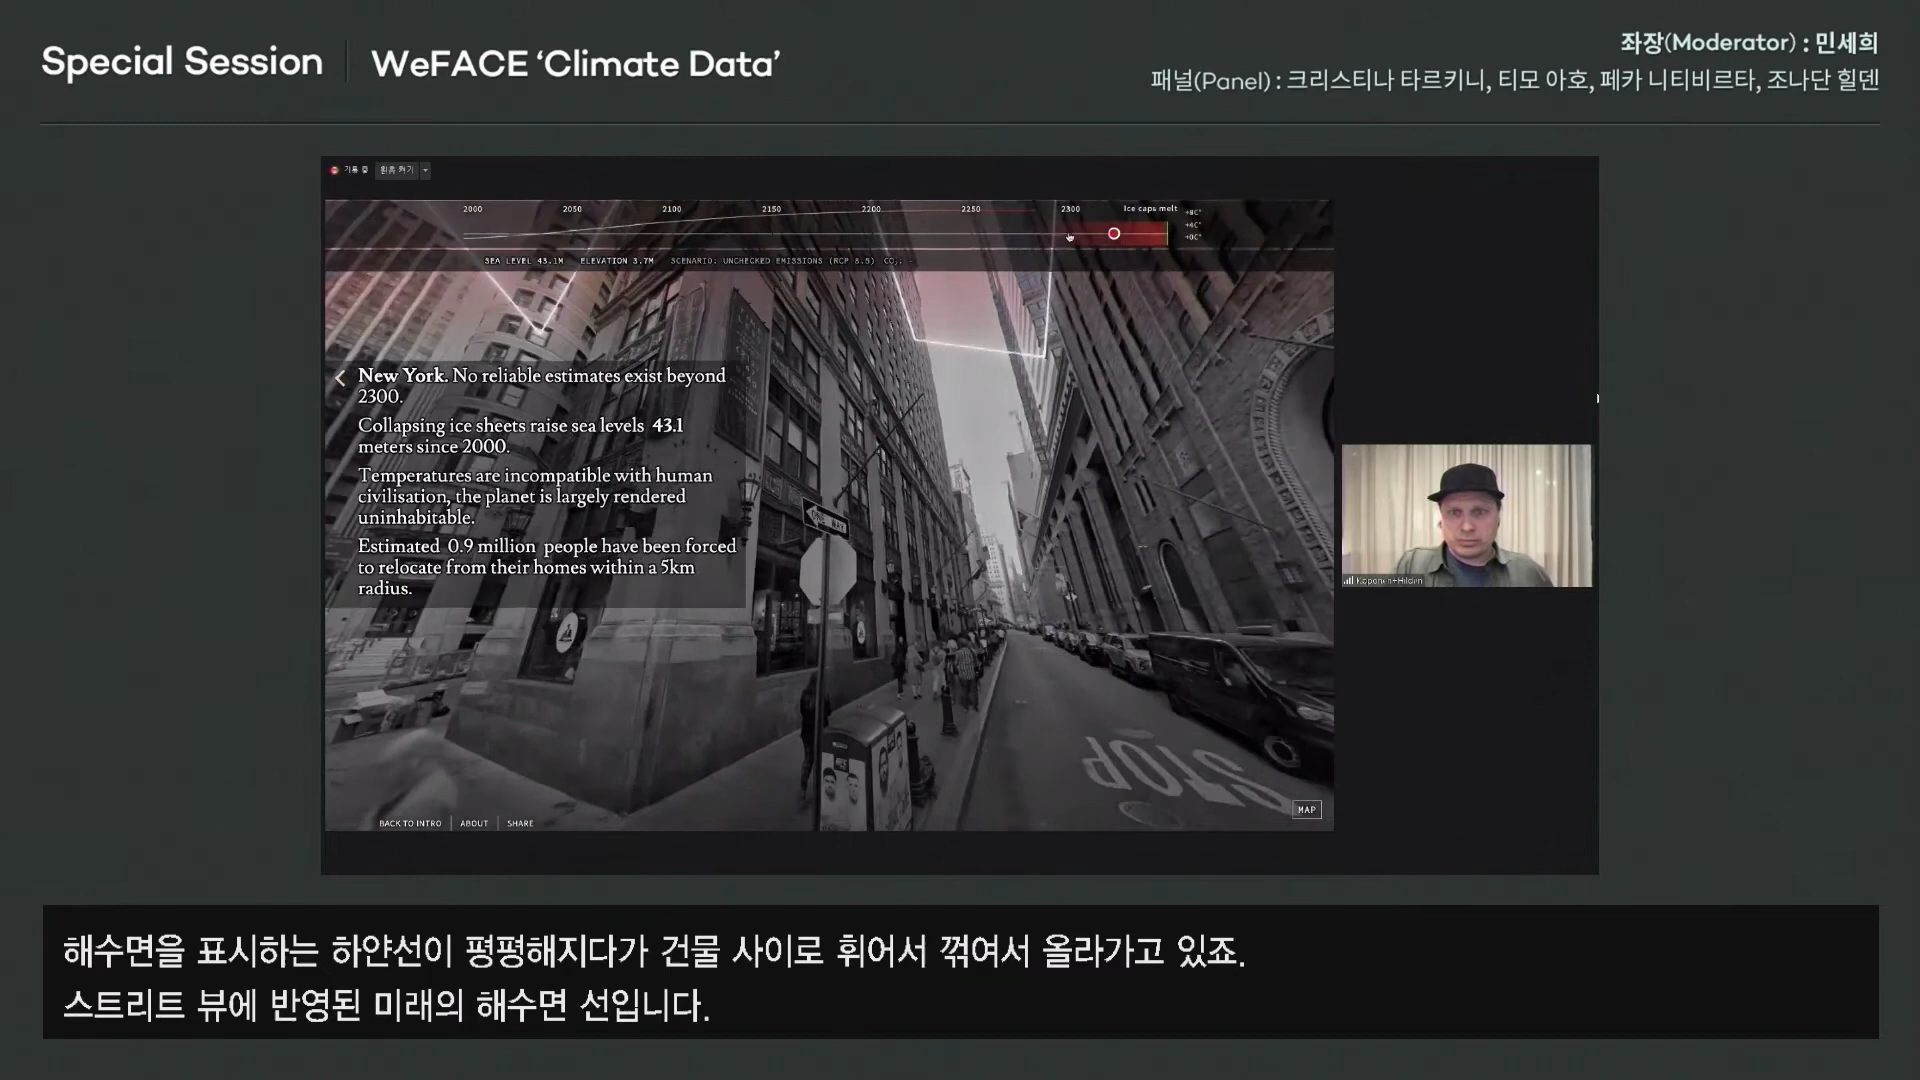 Special Session
WeFACE ‘Climate Data’
좌장(Moderator) : 민세희
패널(Panel) : 크리스티나 타르키니, 티모 아호, 페카 니티비르타, 조나단 힐덴
2000 2050 2100 2150 2200 2250 2300 Ice caps melt
+8C°
+4C°
+0C°
SEA LEVEL 43.1M ELEVATION 3.7M SCENARIO: UNCHECKED EMISSIONS (RCP 8.5)
New York. No reliable estimates exist beyond
2300.
Collapsing ice sheets raise sea levels 43.1
meters since 2000.
Temperatures are incompatible with human
civilisation, the planet is largely rendered
uninhabitable.
Estimated 0.9 million people have been forced
to relocate from their homes within a 5km
radius.
ONE WAY
STOP
Koponen+Hilden
MAP
BACK TO INTRO ABOUT SHARE
해수면을 표시하는 하얀선이 평평해지다가 건물 사이로 휘어서 꺾여서 올라가고 있죠.
스트리트 뷰에 반영된 미래의 해수면 선입니다.